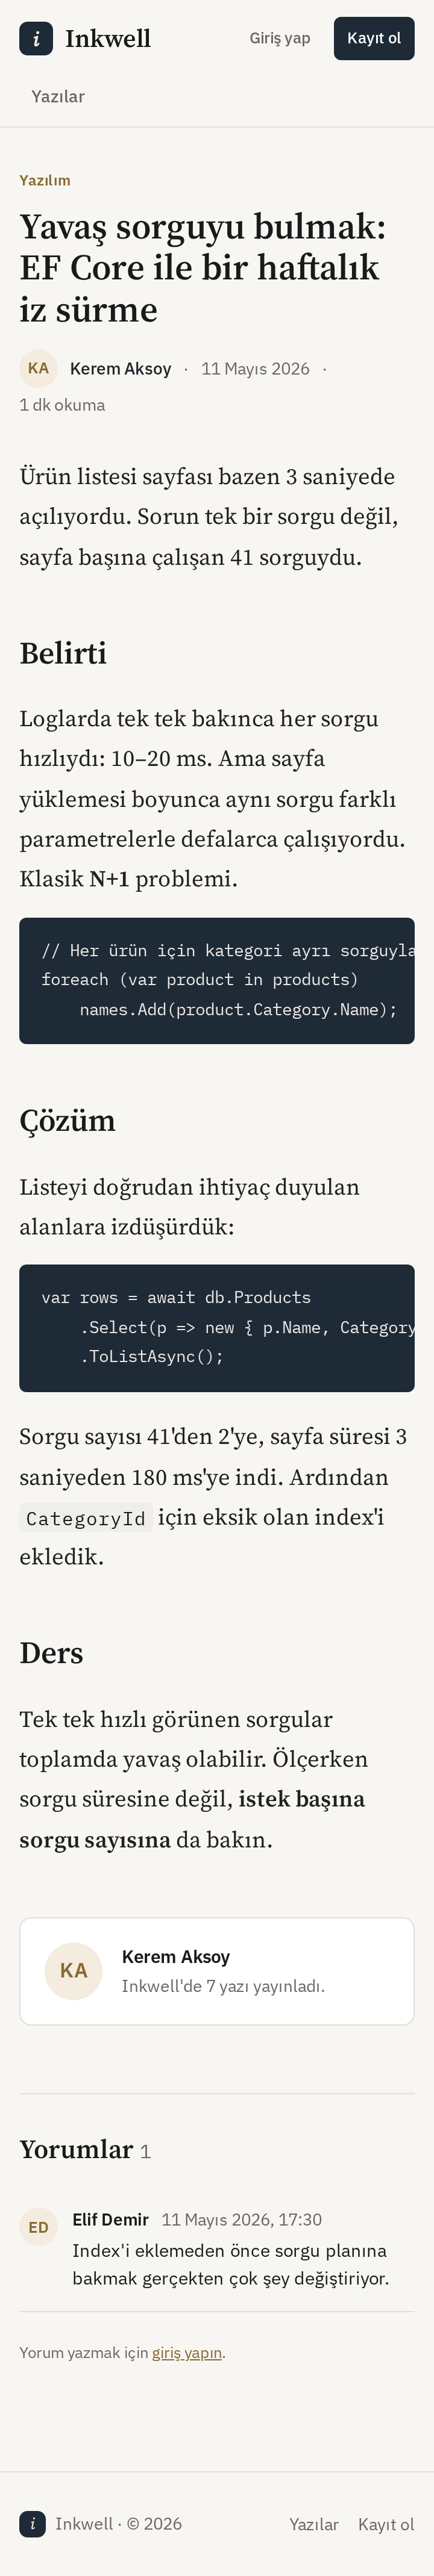 i Inkwell Giriş yap Kayıt ol
Yazılar
Yazılım
Yavaş sorguyu bulmak:
EF Core ile bir haftalık
iz sürme
KA Kerem Aksoy · 11 Mayıs 2026 ·
1 dk okuma
Ürün listesi sayfası bazen 3 saniyede
açılıyordu. Sorun tek bir sorgu değil,
sayfa başına çalışan 41 sorguydu.
Belirti
Loglarda tek tek bakınca her sorgu
hızlıydı: 10–20 ms. Ama sayfa
yüklemesi boyunca aynı sorgu farklı
parametrelerle defalarca çalışıyordu.
Klasik N+1 problemi.
// Her ürün için kategori ayrı sorguyla
foreach (var product in products)
    names.Add(product.Category.Name);
Çözüm
Listeyi doğrudan ihtiyaç duyulan
alanlara izdüşürdük:
var rows = await db.Products
    .Select(p => new { p.Name, Category
    .ToListAsync();
Sorgu sayısı 41'den 2'ye, sayfa süresi 3
saniyeden 180 ms'ye indi. Ardından
CategoryId için eksik olan index'i
ekledik.
Ders
Tek tek hızlı görünen sorgular
toplamda yavaş olabilir. Ölçerken
sorgu süresine değil, istek başına
sorgu sayısına da bakın.
KA Kerem Aksoy
Inkwell'de 7 yazı yayınladı.
Yorumlar 1
ED Elif Demir 11 Mayıs 2026, 17:30
Index'i eklemeden önce sorgu planına
bakmak gerçekten çok şey değiştiriyor.
Yorum yazmak için giriş yapın.
i Inkwell · © 2026 Yazılar Kayıt ol